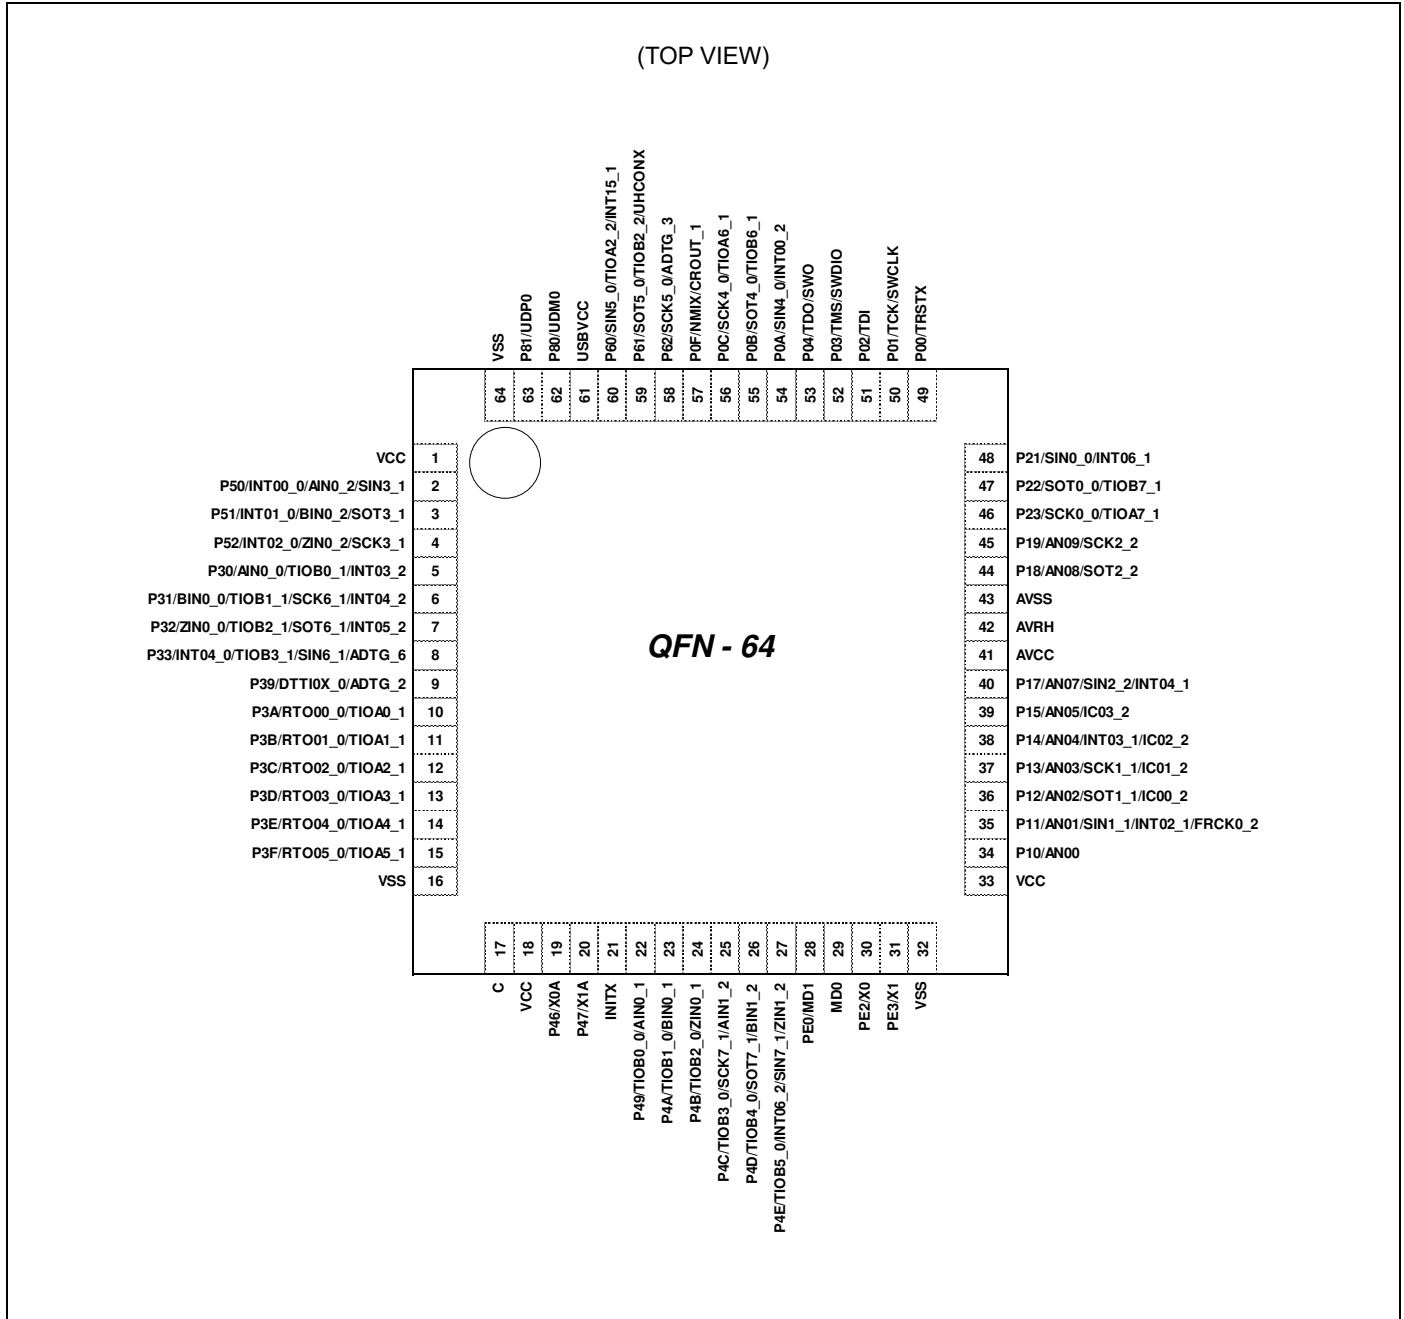 (TOP VIEW)
VSS
P81/UDP0
P80/UDM0
USBVCC
P60/SIN5_0/TIOA2_2/INT15_1
P61/SOT5_0/TIOB2_2/UHCONX
P62/SCK5_0/ADTG_3
P0F/NMIX/CROUT_1
P0C/SCK4_0/TIOA6_1
P0B/SOT4_0/TIOB6_1
P0A/SIN4_0/INT00_2
P04/TDO/SWO
P03/TMS/SWDIO
P02/TDI
P01/TCK/SWCLK
P00/TRSTX
64 63 62 61 60 59 58 57 56 55 54 53 52 51 50 49
VCC 1
P50/INT00_0/AIN0_2/SIN3_1 2
P51/INT01_0/BIN0_2/SOT3_1 3
P52/INT02_0/ZIN0_2/SCK3_1 4
P30/AIN0_0/TIOB0_1/INT03_2 5
P31/BIN0_0/TIOB1_1/SCK6_1/INT04_2 6
P32/ZIN0_0/TIOB2_1/SOT6_1/INT05_2 7
P33/INT04_0/TIOB3_1/SIN6_1/ADTG_6 8
P39/DTTI0X_0/ADTG_2 9
P3A/RTO00_0/TIOA0_1 10
P3B/RTO01_0/TIOA1_1 11
P3C/RTO02_0/TIOA2_1 12
P3D/RTO03_0/TIOA3_1 13
P3E/RTO04_0/TIOA4_1 14
P3F/RTO05_0/TIOA5_1 15
VSS 16
QFN - 64
48 P21/SIN0_0/INT06_1
47 P22/SOT0_0/TIOB7_1
46 P23/SCK0_0/TIOA7_1
45 P19/AN09/SCK2_2
44 P18/AN08/SOT2_2
43 AVSS
42 AVRH
41 AVCC
40 P17/AN07/SIN2_2/INT04_1
39 P15/AN05/IC03_2
38 P14/AN04/INT03_1/IC02_2
37 P13/AN03/SCK1_1/IC01_2
36 P12/AN02/SOT1_1/IC00_2
35 P11/AN01/SIN1_1/INT02_1/FRCK0_2
34 P10/AN00
33 VCC
17 18 19 20 21 22 23 24 25 26 27 28 29 30 31 32
C
VCC
P46/X0A
P47/X1A
INITX
P49/TIOB0_0/AIN0_1
P4A/TIOB1_0/BIN0_1
P4B/TIOB2_0/ZIN0_1
P4C/TIOB3_0/SCK7_1/AIN1_2
P4D/TIOB4_0/SOT7_1/BIN1_2
P4E/TIOB5_0/INT06_2/SIN7_1/ZIN1_2
PE0/MD1
MD0
PE2/X0
PE3/X1
VSS